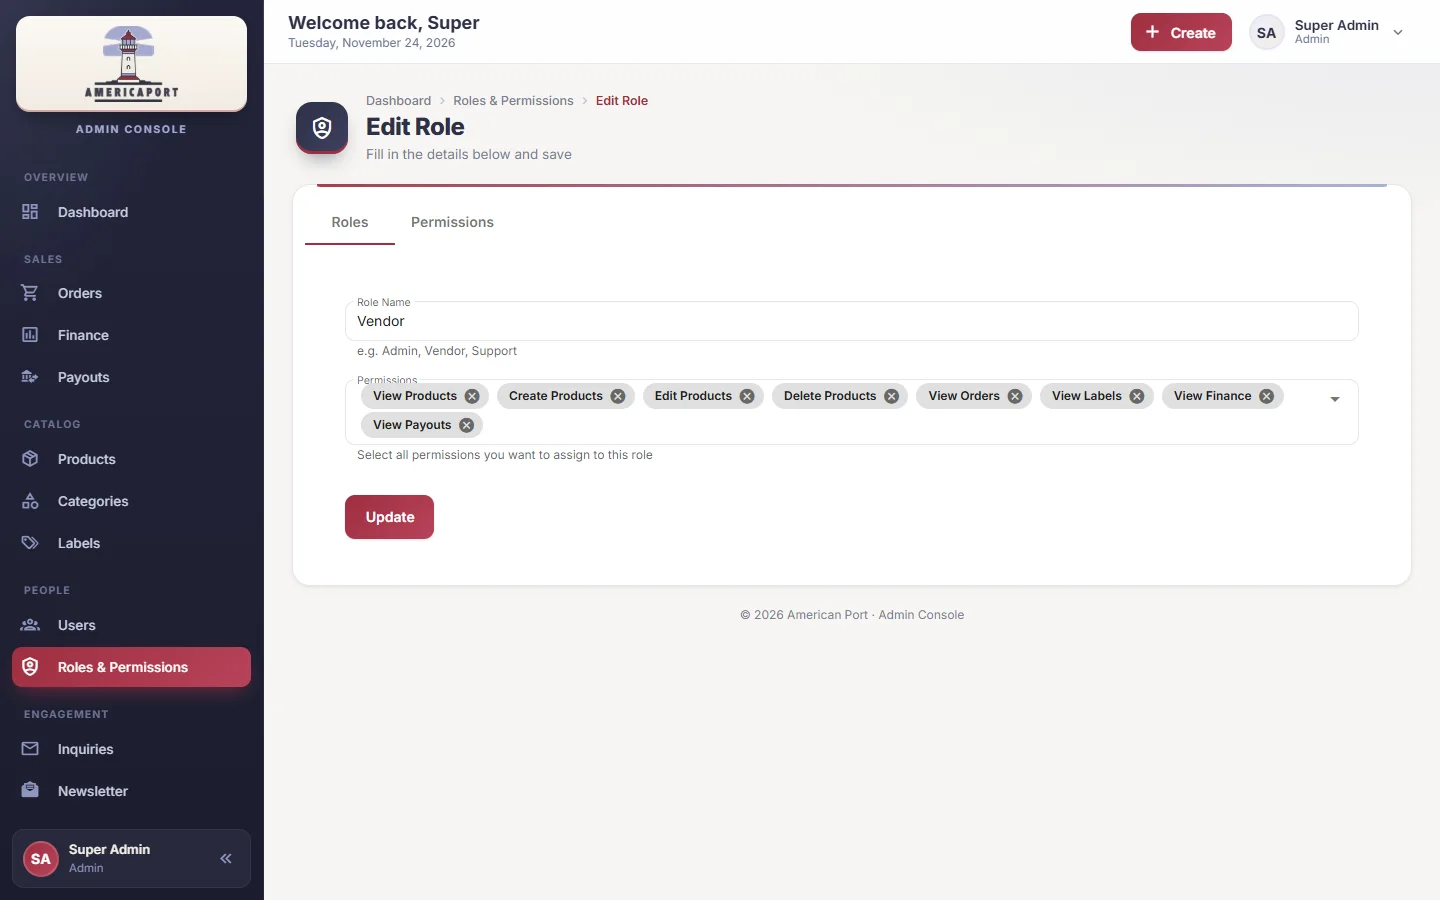 AMERICAPORT
ADMIN CONSOLE
OVERVIEW
Dashboard
SALES
Orders
Finance
Payouts
CATALOG
Products
Categories
Labels
PEOPLE
Users
Roles & Permissions
ENGAGEMENT
Inquiries
Newsletter
SA
Super Admin
Admin
Welcome back, Super
Tuesday, November 24, 2026
Create
SA
Super Admin
Admin
Dashboard > Roles & Permissions > Edit Role
Edit Role
Fill in the details below and save
Roles Permissions
Role Name
Vendor
e.g. Admin, Vendor, Support
Permissions
View Products Create Products Edit Products Delete Products View Orders View Labels View Finance
View Payouts
Select all permissions you want to assign to this role
Update
© 2026 American Port · Admin Console